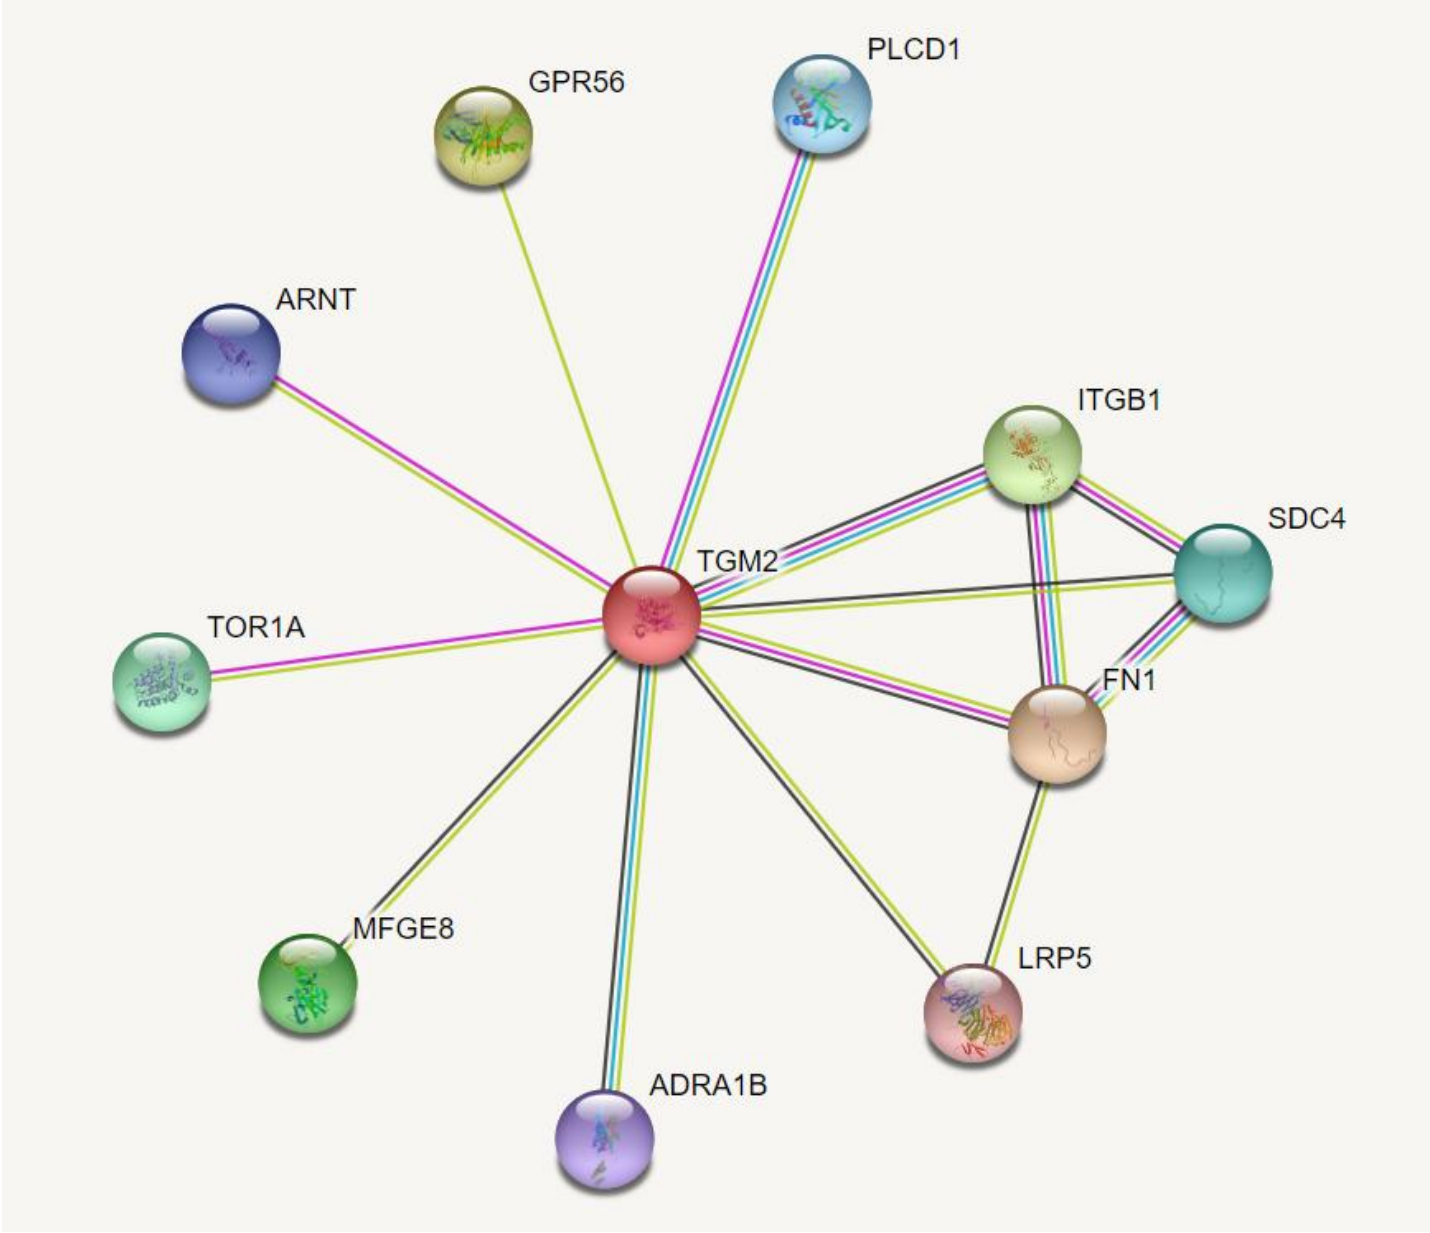 PLCD1
GPR56
ARNT
ITGB1
SDC4
TGM2
TOR1A
FN1
MFGE8
LRP5
ADRA1B